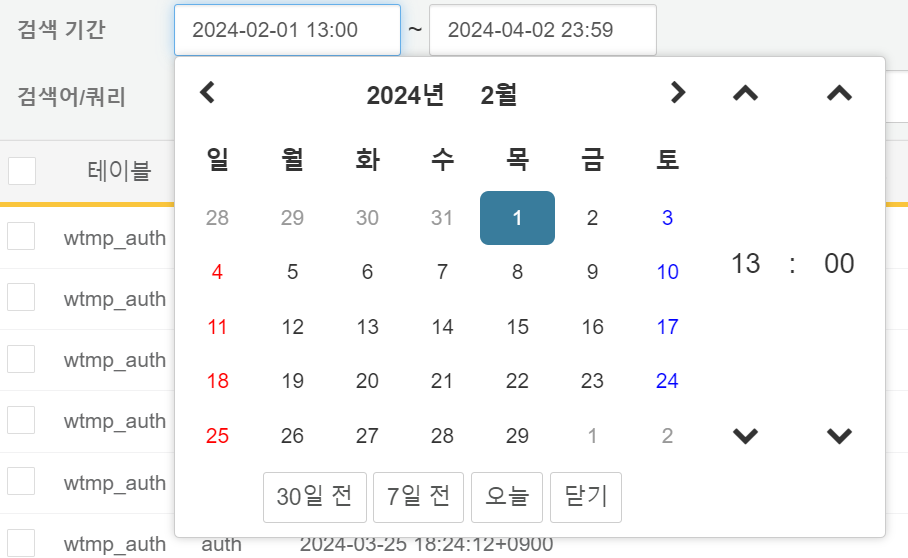 검색 기간 2024-02-01 13:00 ~ 2024-04-02 23:59
검색어/쿼리
2024년 2월
일 월 화 수 목 금 토
28 29 30 31 1 2 3
4 5 6 7 8 9 10
11 12 13 14 15 16 17
18 19 20 21 22 23 24
25 26 27 28 29 1 2
13 : 00
30일 전 7일 전 오늘 닫기
테이블
wtmp_auth
wtmp_auth
wtmp_auth
wtmp_auth
wtmp_auth
wtmp_auth auth 2024-03-25 18:24:12+0900